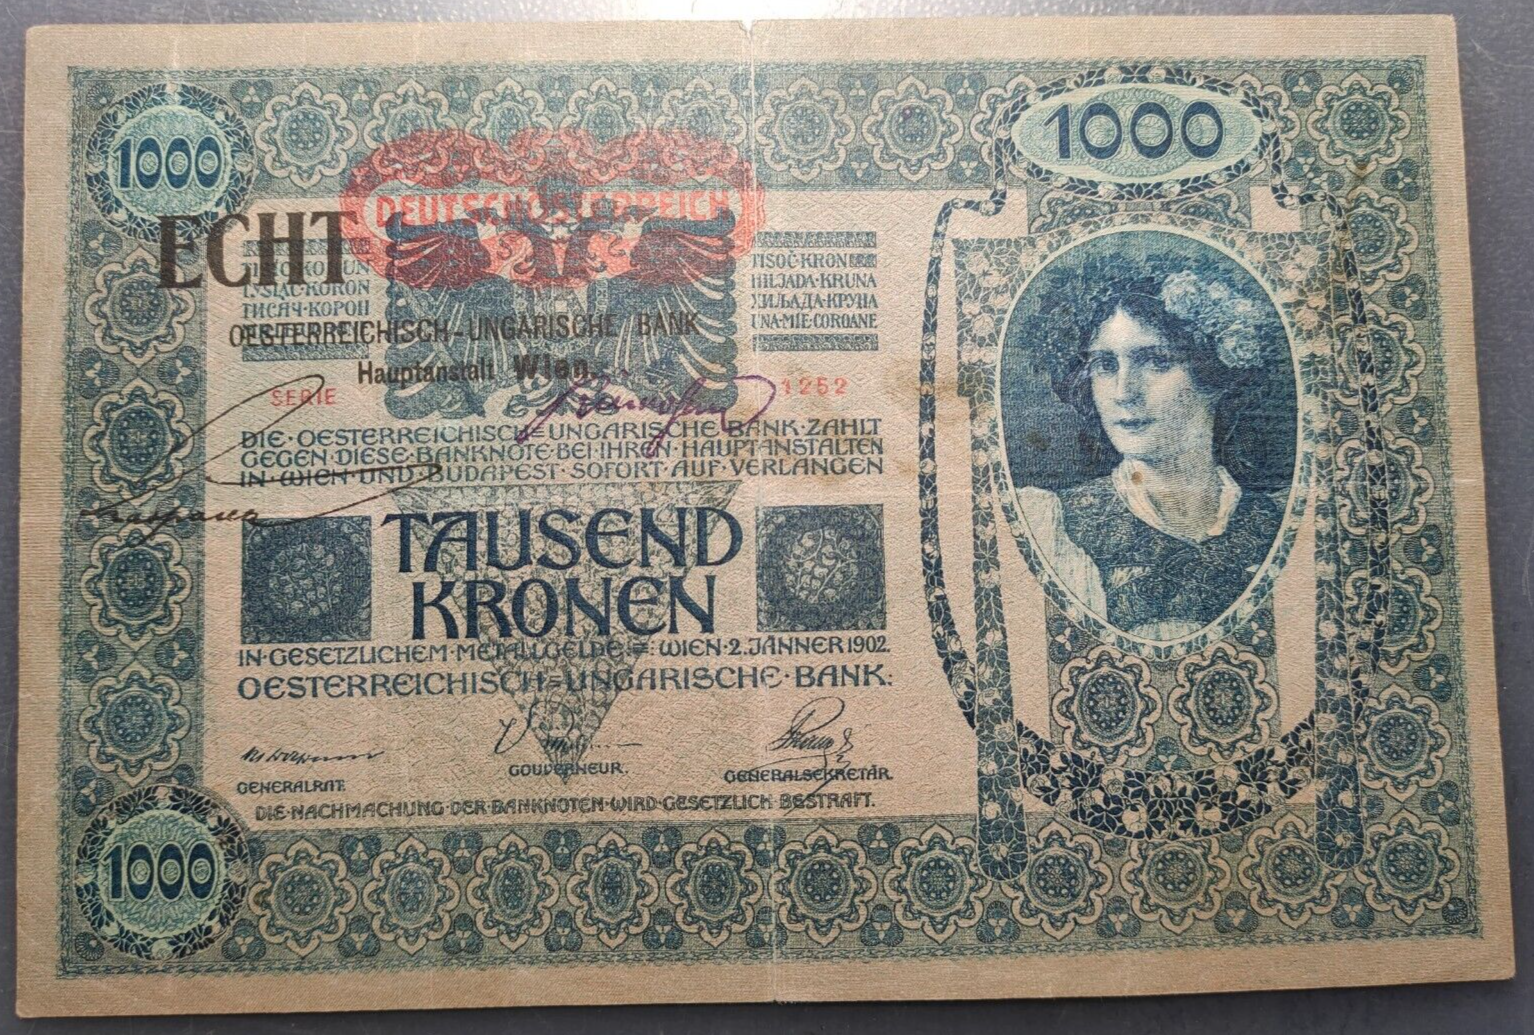 1000
1000
DEUTSCHÖSTERREICH
ECHT
TISÍC·KORUN
TYSIĄC·KORON
ТИСЯЧ·КОРОН
TISOČ·KRON
HILJADA·KRUNA
ХИЉАДА·КРУНА
UNA·MIE·COROANE
OESTERREICHISCH-UNGARISCHE BANK
Hauptanstalt Wien.
SERIE 1252
DIE·OESTERREICHISCH=UNGARISCHE·BANK·ZAHLT
GEGEN·DIESE·BANKNOTE·BEI·IHREN·HAUPTANSTALTEN
IN·WIEN·UND·BUDAPEST·SOFORT·AUF·VERLANGEN
TAUSEND
KRONEN
IN·GESETZLICHEM·METALLGELDE.=:WIEN·2.JÄNNER 1902.
OESTERREICHISCH=UNGARISCHE·BANK:
GENERALRAT.
GOUVERNEUR.
GENERALSEKRETÄR.
DIE·NACHMACHUNG·DER·BANKNOTEN·WIRD·GESETZLICH·BESTRAFT.
1000